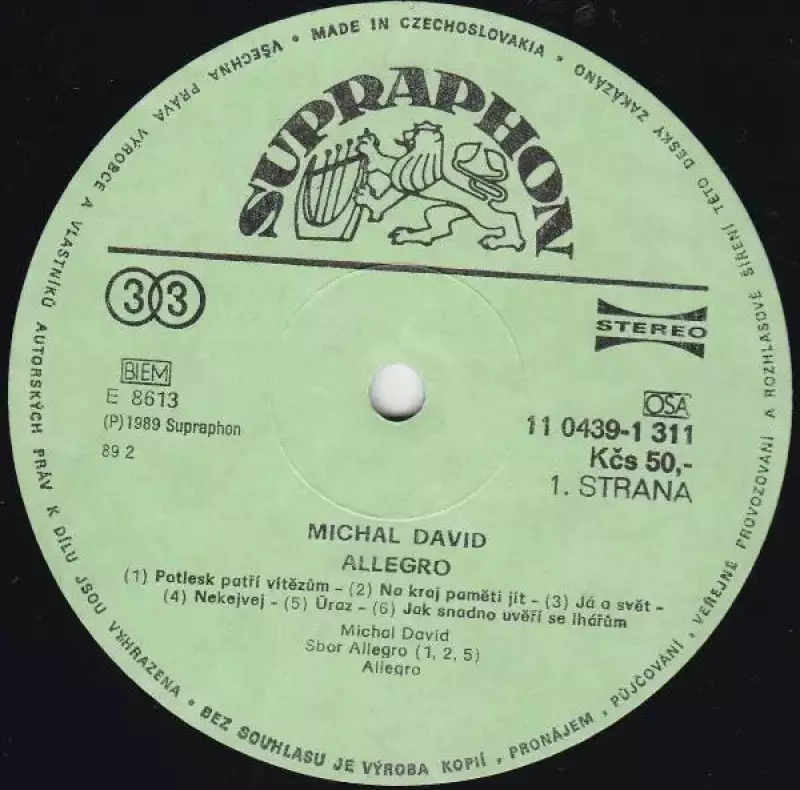 MADE IN CZECHOSLOVAKIA • VŠECHNA PRÁVA VÝROBCE A VLASTNÍKŮ AUTORSKÝCH PRÁV K DÍLU JSOU VYHRAZENA • BEZ SOUHLASU JE VÝROBA KOPIÍ, PRONÁJEM, PŮJČOVÁNÍ, VEŘEJNÉ PROVOZOVÁNÍ A ROZHLASOVÉ ŠÍŘENÍ TÉTO DESKY ZAKÁZÁNO •
SUPRAPHON
33
STEREO
BIEM
E 8613
(P)1989 Supraphon
89 2
OSA
11 0439-1 311
Kčs 50,-
1. STRANA
MICHAL DAVID
ALLEGRO
(1) Potlesk patří vítězům - (2) Na kraj paměti jít - (3) Já a svět -
(4) Nekejvej - (5) Úraz - (6) Jak snadno uvěří se lhářům
Michal David
Sbor Allegro (1, 2, 5)
Allegro